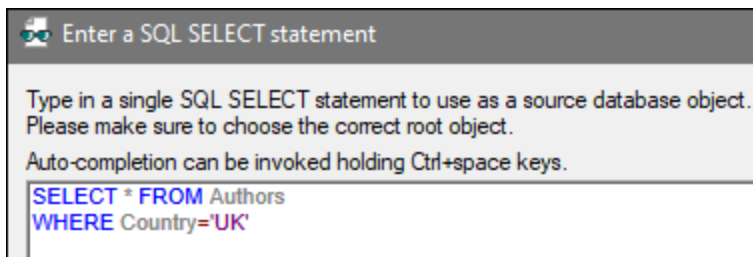 Enter a SQL SELECT statement
Type in a single SQL SELECT statement to use as a source database object.
Please make sure to choose the correct root object.
Auto-completion can be invoked holding Ctrl+space keys.
SELECT * FROM Authors
WHERE Country='UK'